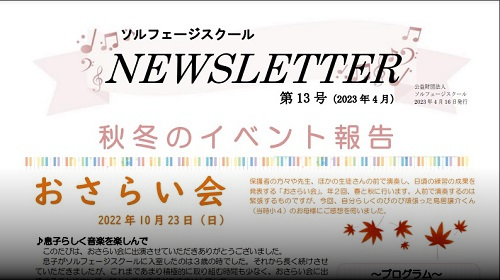 ソルフェージスクール
NEWSLETTER
第13号（2023年4月）
公益財団法人
ソルフェージスクール
2023年4月16日発行
秋冬のイベント報告
おさらい会
2022年10月23日（日）
保護者の方々や先生、ほかの生徒さんの前で演奏し、日頃の練習の成果を
発表する「おさらい会」。年2回、春と秋に行います。人前で演奏するのは
緊張するものですが、今回、自分らしくのびのび頑張った鳥居譲介くん
（当時小4）のお母様にご感想を伺いました。
♪息子らしく音楽を楽しんで
このたびは、おさらい会に出演させていただきありがとうございました。
息子がソルフェージスクールに入室したのは3歳の時でした。それから長く続けさせ
ていただきましたが、これまであまり積極的に取り組む時間も少なく、おさらい会に出
～プログラム～